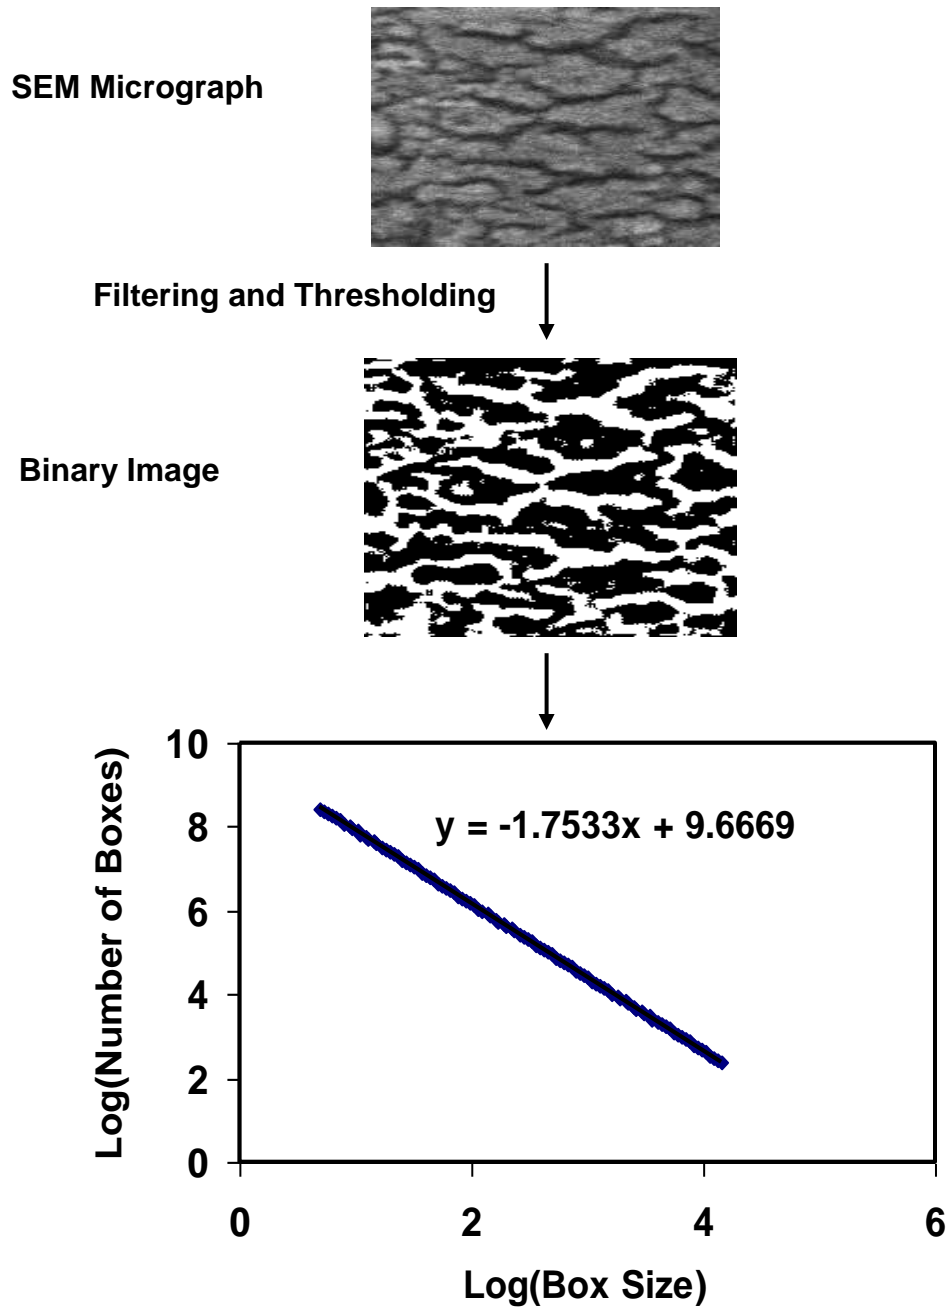 SEM Micrograph
Filtering and Thresholding
Binary Image
Log(Number of Boxes)
10
8
6
4
2
0
y = -1.7533x + 9.6669
0 2 4 6
Log(Box Size)